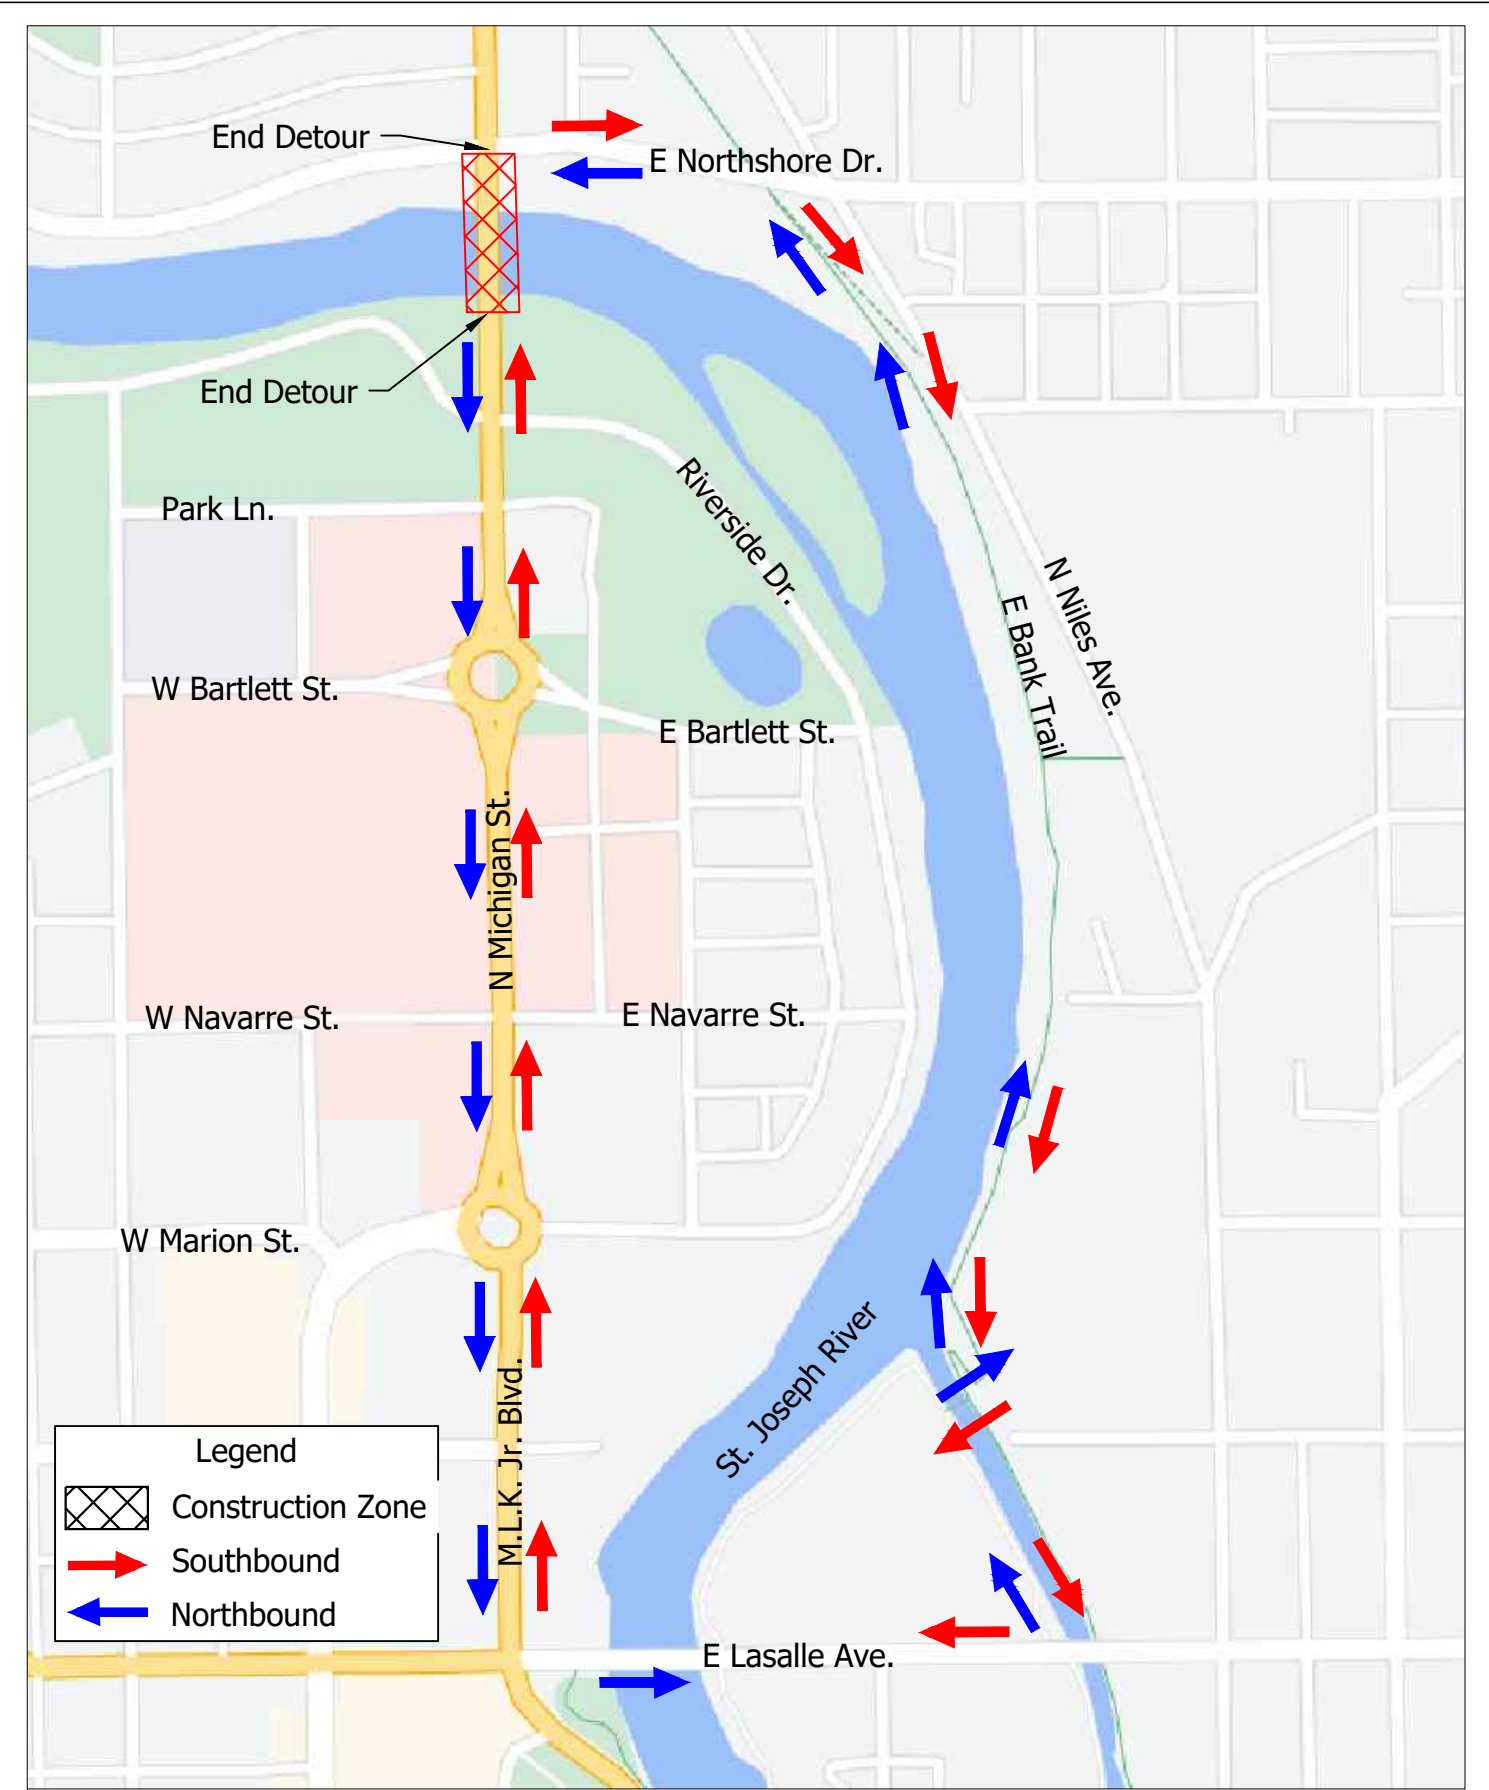 End Detour
E Northshore Dr.
End Detour
Riverside Dr.
Park Ln.
N Niles Ave.
E Bank Trail
W Bartlett St.
E Bartlett St.
N Michigan St.
W Navarre St.
E Navarre St.
W Marion St.
St. Joseph River
M.L.K. Jr. Blvd.
Legend
Construction Zone
Southbound
Northbound
E Lasalle Ave.